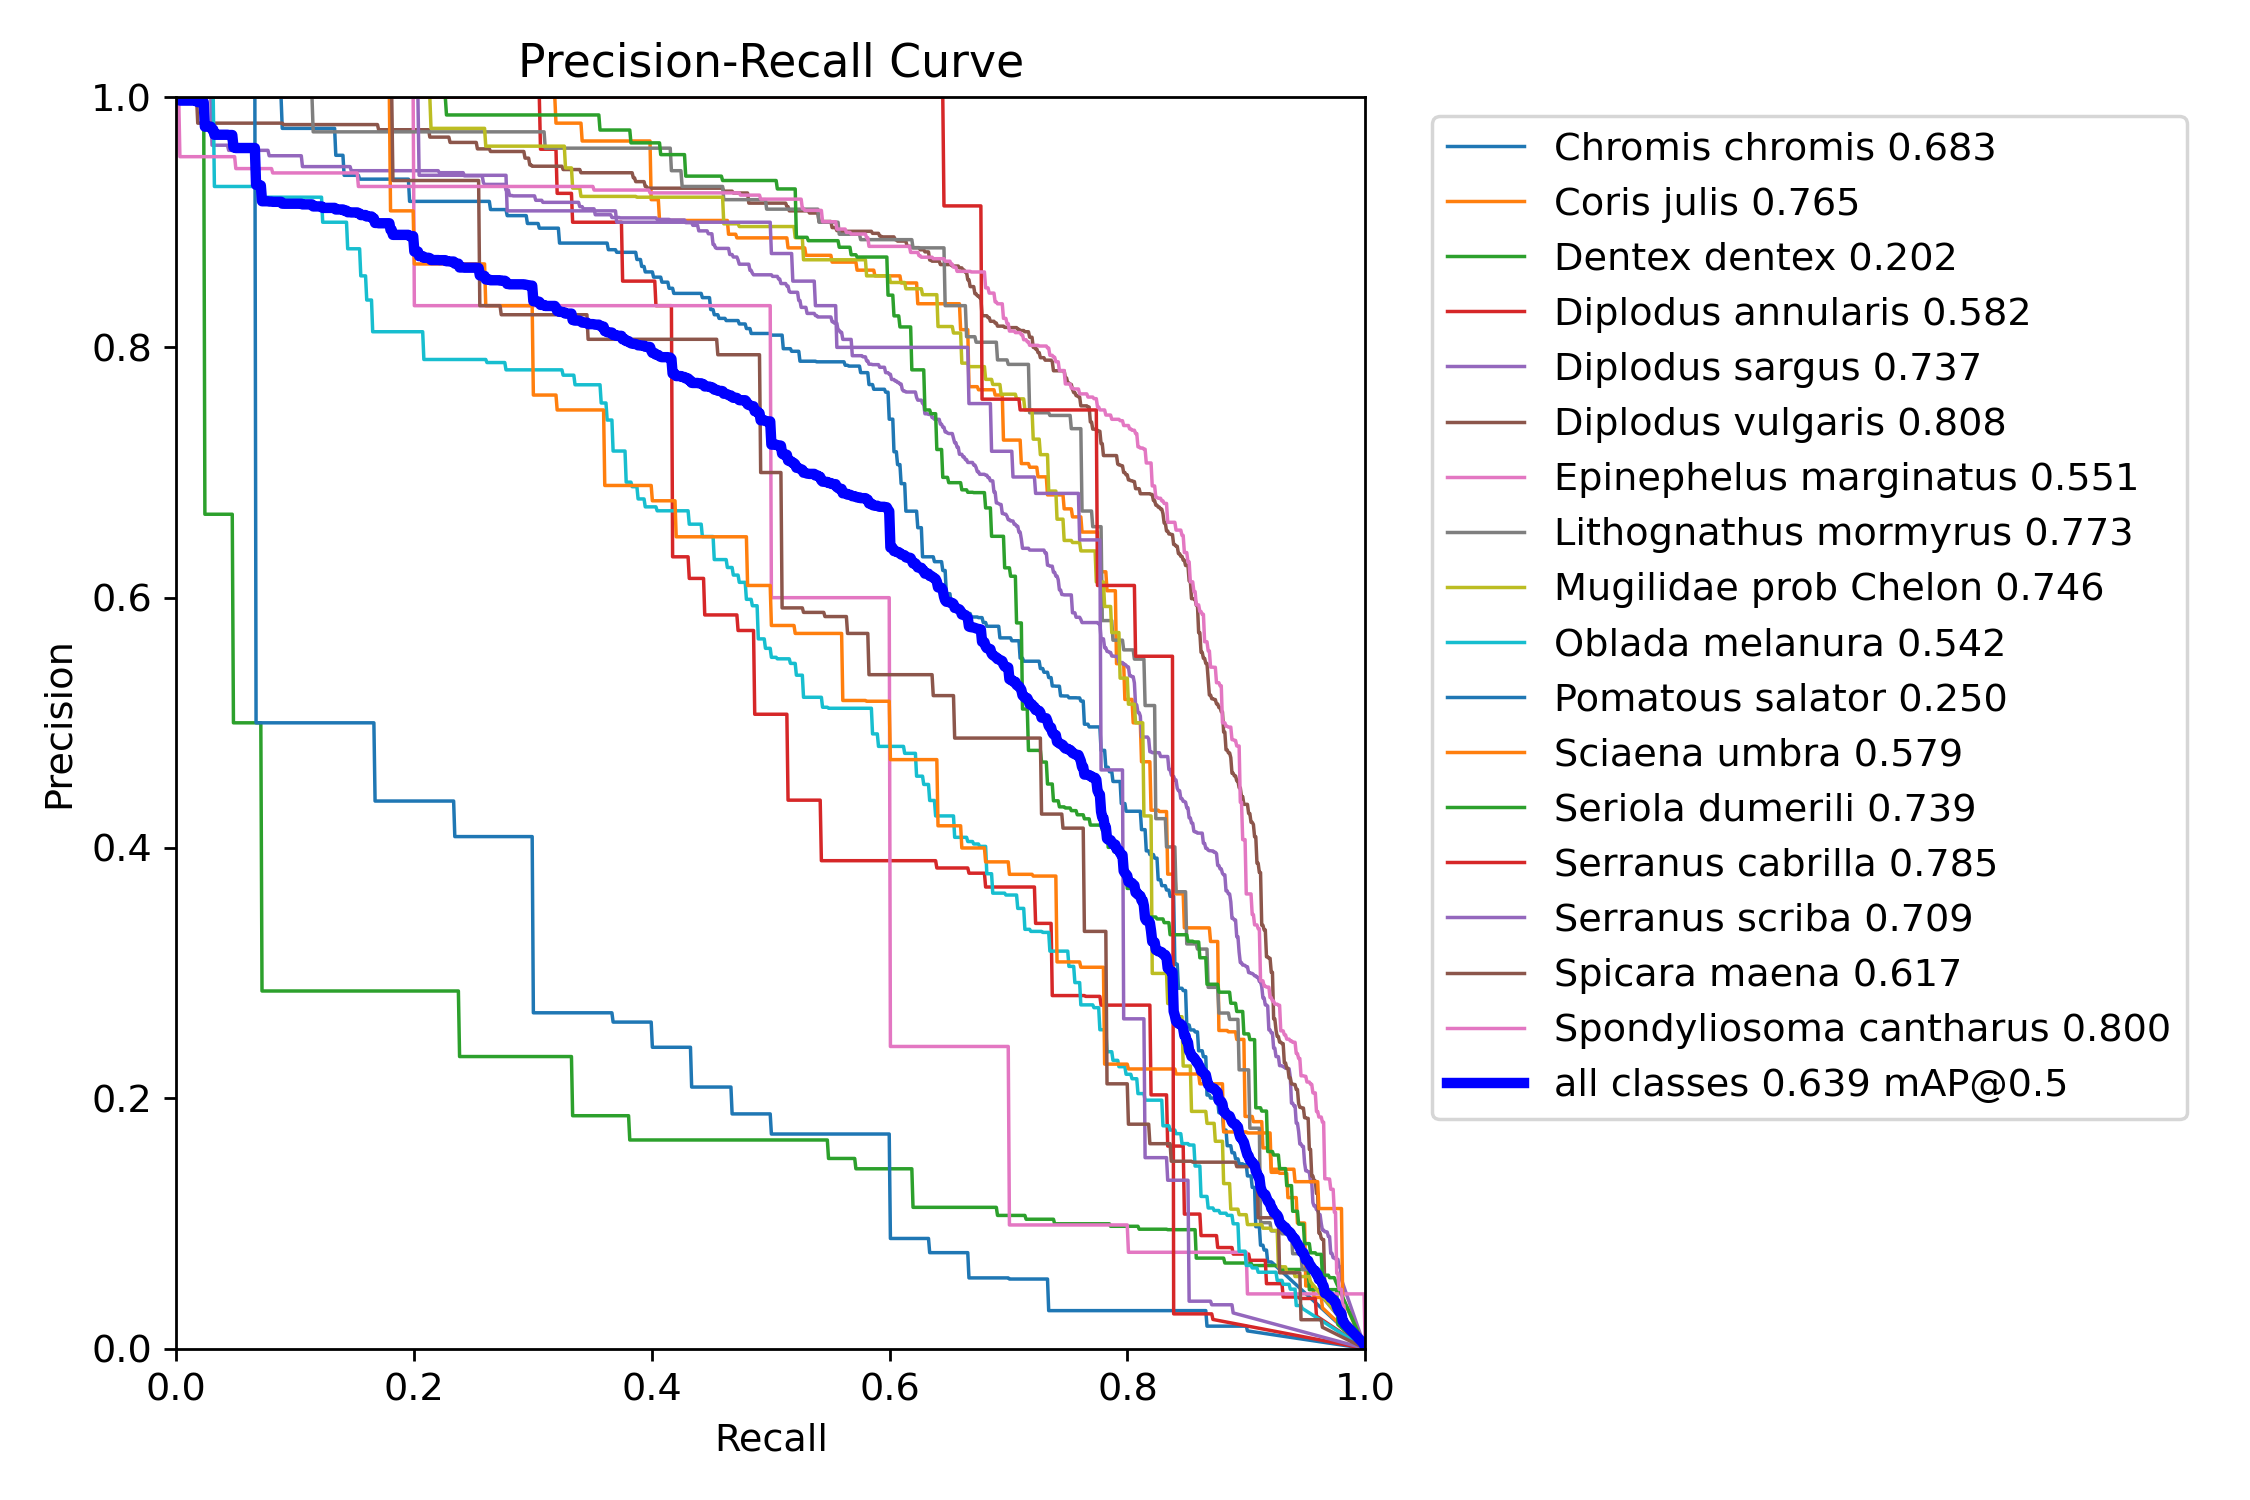 Precision-Recall Curve
1.0
0.8
0.6
0.4
0.2
0.0
Precision
0.0 0.2 0.4 0.6 0.8 1.0
Recall
Chromis chromis 0.683
Coris julis 0.765
Dentex dentex 0.202
Diplodus annularis 0.582
Diplodus sargus 0.737
Diplodus vulgaris 0.808
Epinephelus marginatus 0.551
Lithognathus mormyrus 0.773
Mugilidae prob Chelon 0.746
Oblada melanura 0.542
Pomatous salator 0.250
Sciaena umbra 0.579
Seriola dumerili 0.739
Serranus cabrilla 0.785
Serranus scriba 0.709
Spicara maena 0.617
Spondyliosoma cantharus 0.800
all classes 0.639 mAP@0.5